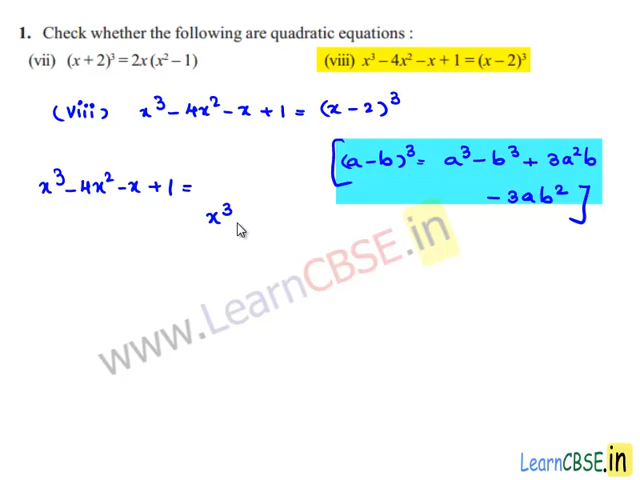 1. Check whether the following are quadratic equations :
(vii) (x + 2)³ = 2x (x² – 1) (viii) x³ – 4x² – x + 1 = (x – 2)³
(viii) x³ – 4x² – x + 1 = (x – 2)³
[(a – b)³ = a³ – b³ + 3a²b
– 3ab²]
x³ – 4x² – x + 1 =
x³
www.LearnCBSE.in
LearnCBSE.in